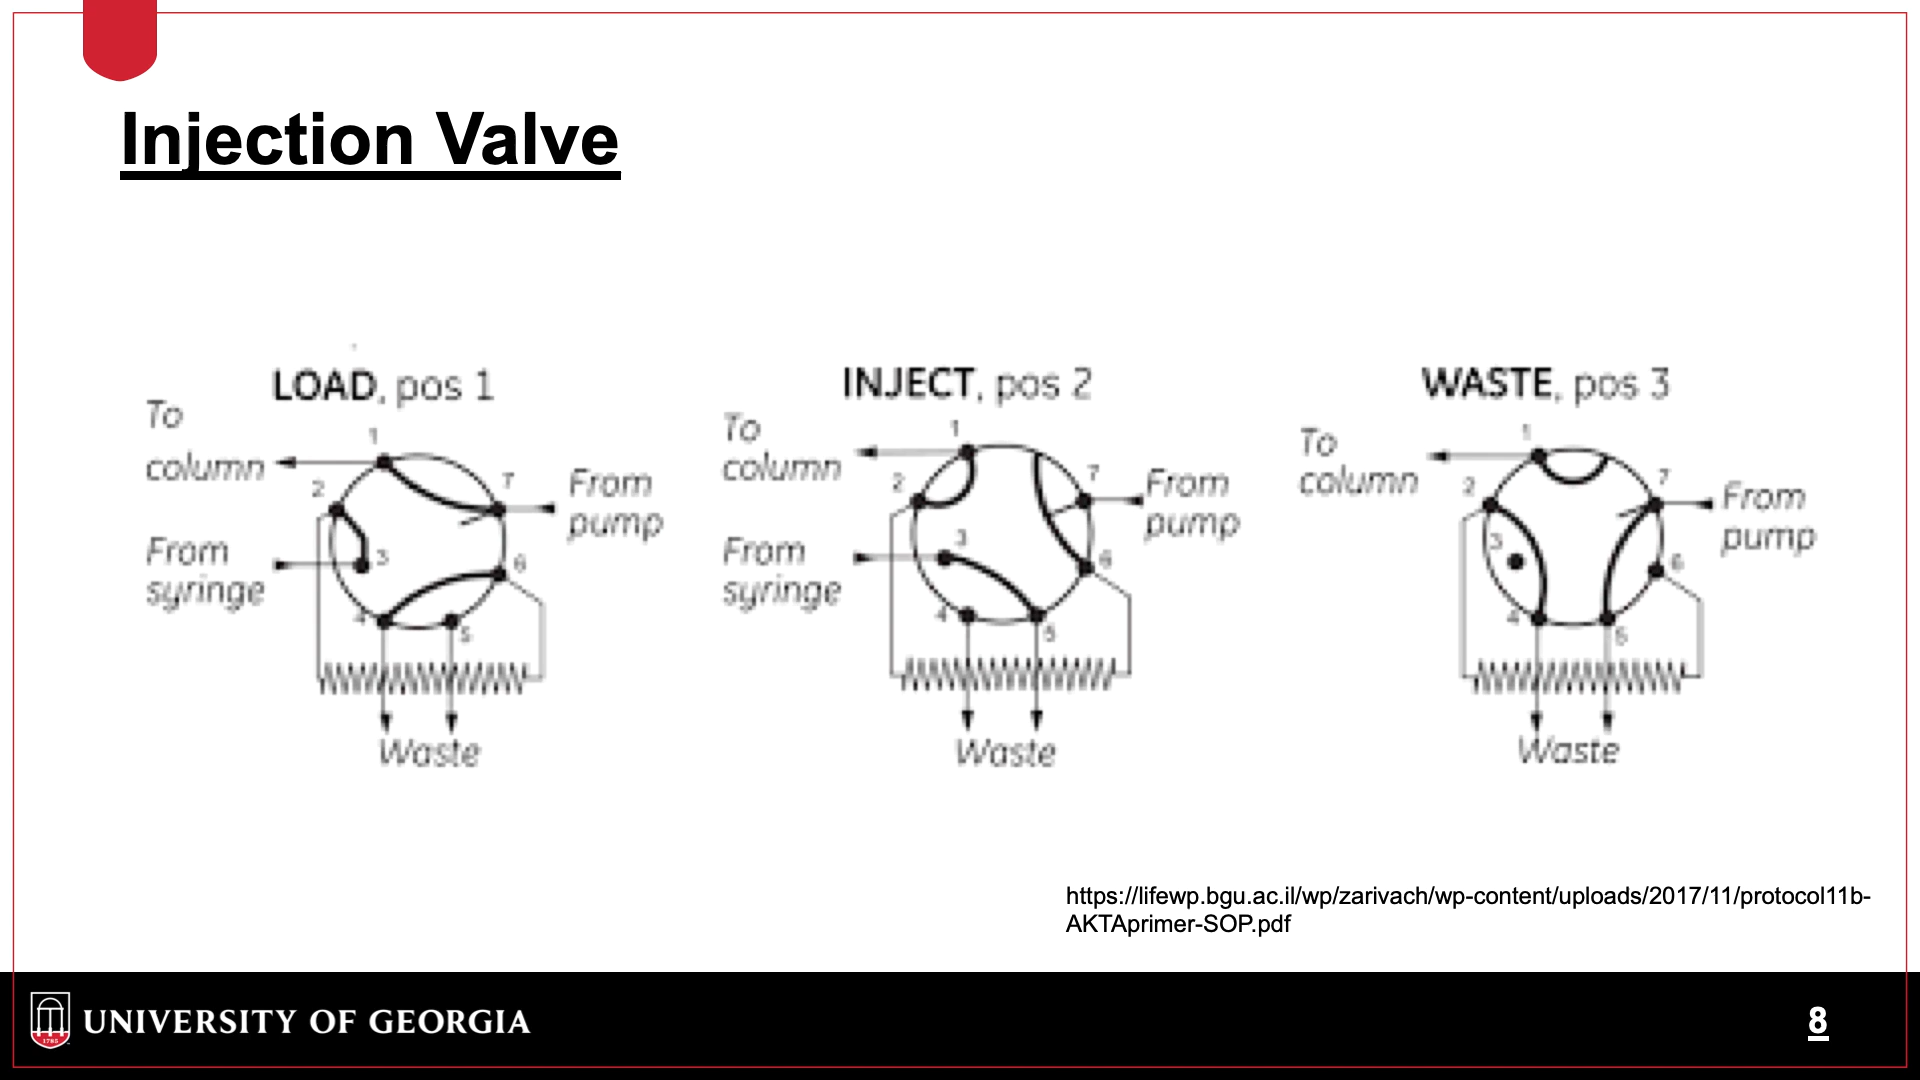 Injection Valve
LOAD, pos 1
To
column
From
syringe
From
pump
1
2
3
4
5
6
7
Waste
INJECT, pos 2
To
column
From
syringe
From
pump
1
2
3
4
5
6
7
Waste
WASTE, pos 3
To
column
From
pump
1
2
3
4
5
6
7
Waste
https://lifewp.bgu.ac.il/wp/zarivach/wp-content/uploads/2017/11/protocol11b-
AKTAprimer-SOP.pdf
1785
UNIVERSITY OF GEORGIA
8